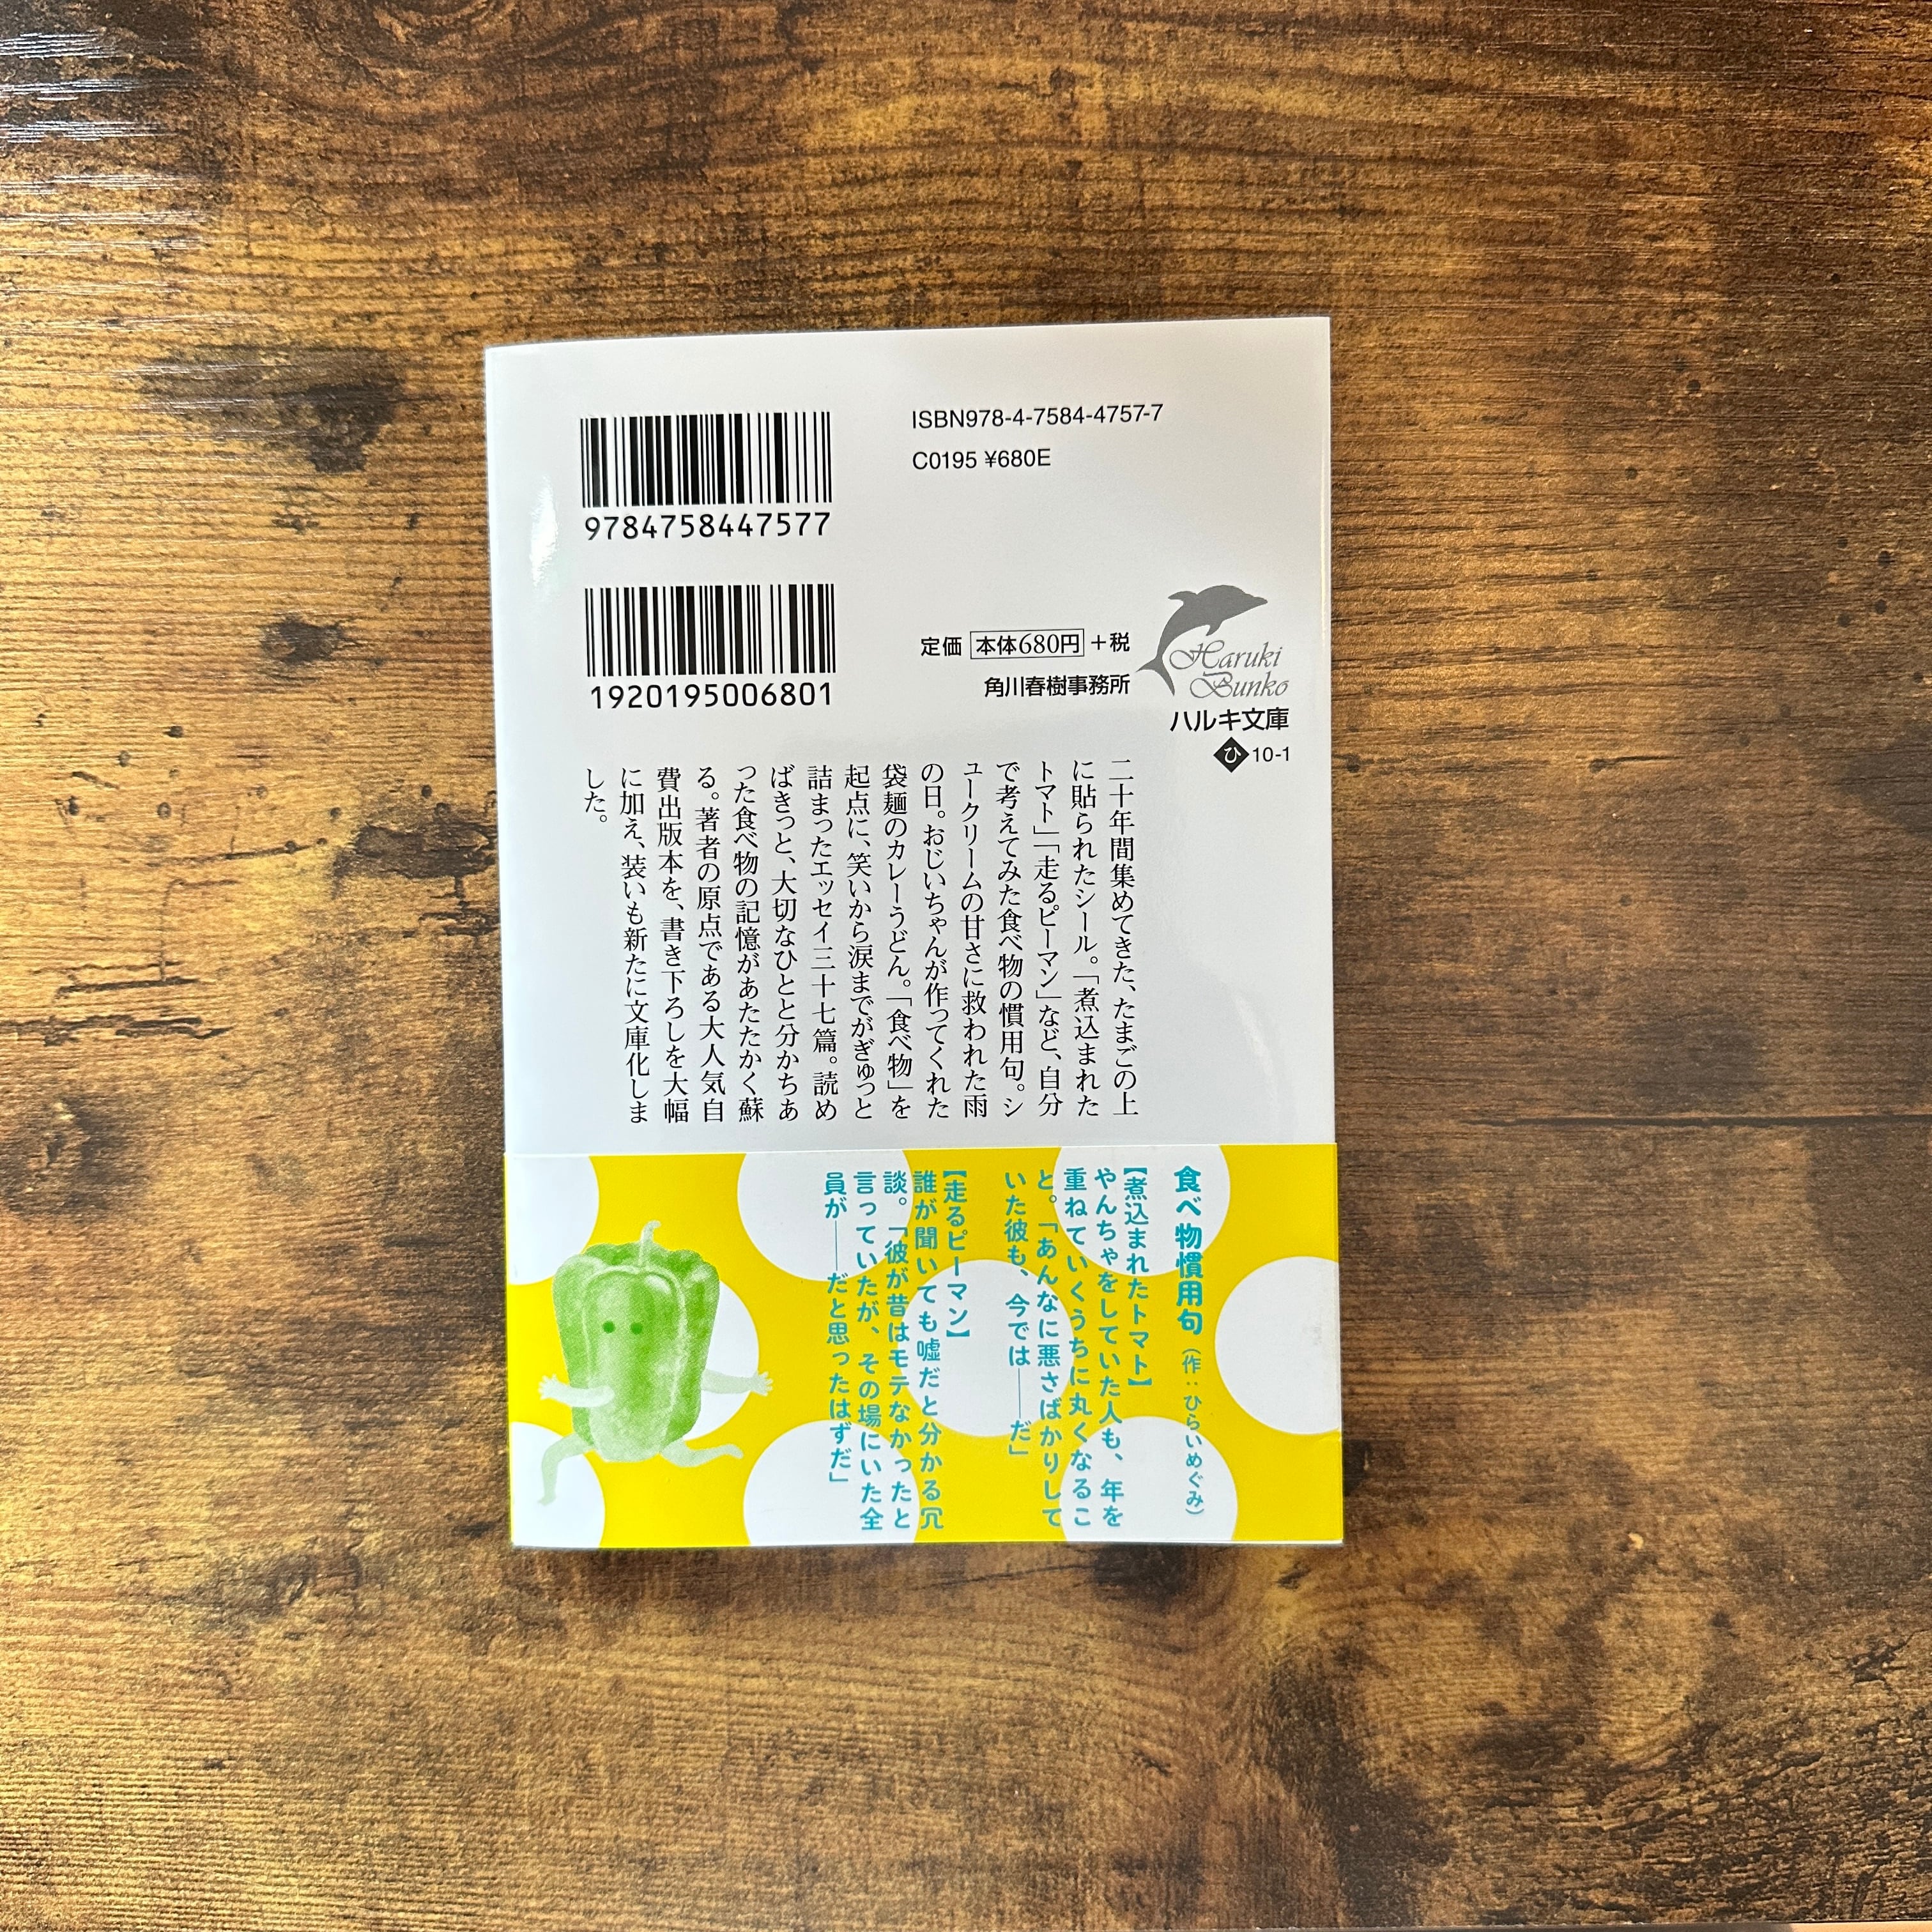 9784758447577
ISBN978-4-7584-4757-7
C0195 ¥680E
1920195006801
定価 本体680円 +税
角川春樹事務所
Haruki
Bunko
ハルキ文庫
ひ 10-1
二十年間集めてきた、たまごの上
に貼られたシール。「煮込まれた
トマト」「走るピーマン」など、自分
で考えてみた食べ物の慣用句。シ
ュークリームの甘さに救われた雨
の日。おじいちゃんが作ってくれた
袋麺のカレーうどん。「食べ物」を
起点に、笑いから涙までがぎゅっと
詰まったエッセイ三十七篇。読め
ばきっと、大切なひとと分かちあ
った食べ物の記憶があたたかく蘇
る。著者の原点である大人気自
費出版本を、書き下ろしを大幅
に加え、装いも新たに文庫化しま
した。
食べ物慣用句(作:ひらいめぐみ)
【煮込まれたトマト】
やんちゃをしていた人も、年を
重ねていくうちに丸くなるこ
と。「あんなに悪さばかりして
いた彼も、今では――だ」
【走るピーマン】
誰が聞いても嘘だと分かる冗
談。「彼が昔はモテなかったと
言っていたが、その場にいた全
員が――だと思ったはずだ」